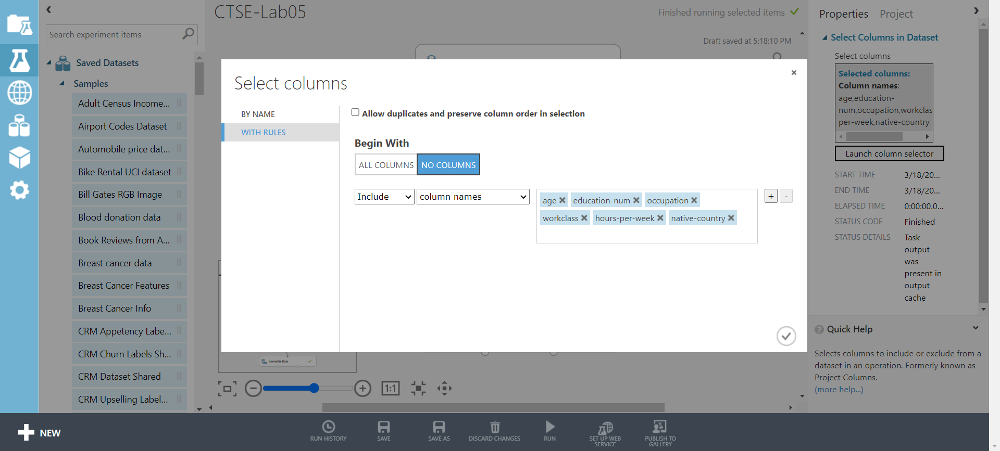 CTSE-Lab05
Finished running selected items
Draft saved at 5:18:10 PM
Search experiment items
Saved Datasets
Samples
Adult Census Income...
Airport Codes Dataset
Automobile price dat...
Bike Rental UCI dataset
Bill Gates RGB Image
Blood donation data
Book Reviews from A...
Breast cancer data
Breast Cancer Features
Breast Cancer Info
CRM Appetency Labe...
CRM Churn Labels Sh...
CRM Dataset Shared
CRM Upselling Label...
Select columns
BY NAME
WITH RULES
Allow duplicates and preserve column order in selection
Begin With
ALL COLUMNS NO COLUMNS
Include column names
age education-num occupation
workclass hours-per-week native-country
+ -
Normalize Data
1:1
Properties Project
Select Columns in Dataset
Select columns
Selected columns:
Column names:
age,education-
num,occupation,workclas
per-week,native-country
Launch column selector
START TIME 3/18/20...
END TIME 3/18/20...
ELAPSED TIME 0:00:00.0...
STATUS CODE Finished
STATUS DETAILS Task
output
was
present in
output
cache
? Quick Help
Selects columns to include or exclude from a
dataset in an operation. Formerly known as
Project Columns.
(more help...)
NEW
RUN HISTORY
SAVE
SAVE AS
DISCARD CHANGES
RUN
SET UP WEB
SERVICE
PUBLISH TO
GALLERY